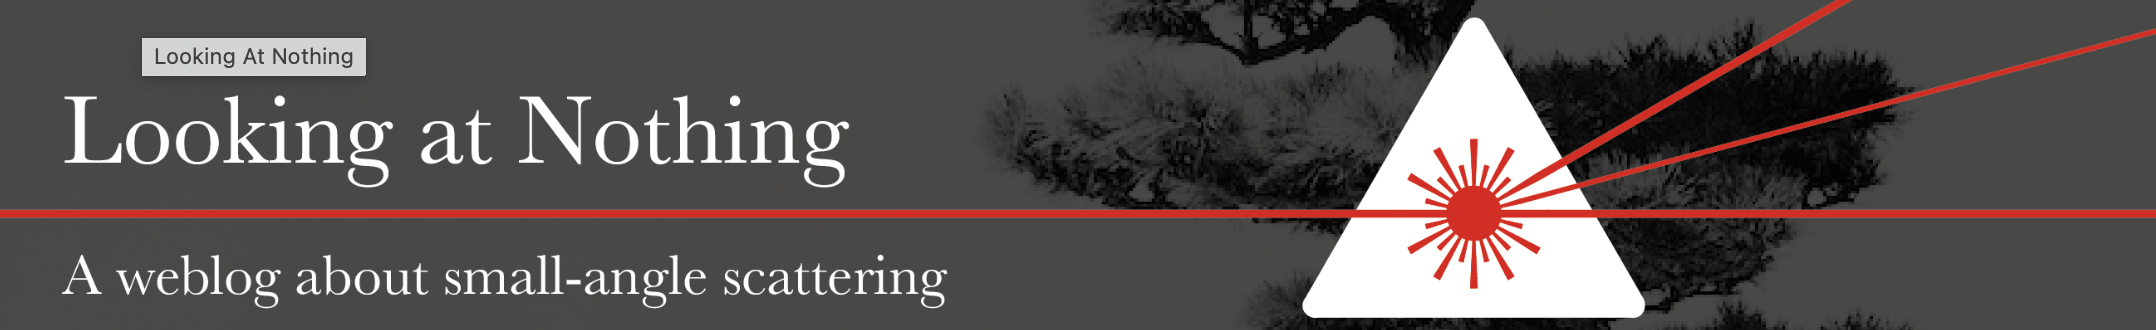 Looking At Nothing
Looking at Nothing
A weblog about small-angle scattering